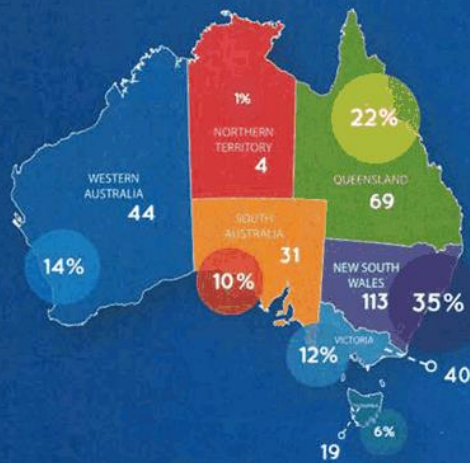 1%
NORTHERN
TERRITORY
4
22%
QUEENSLAND
69
WESTERN
AUSTRALIA
44
14%
SOUTH
AUSTRALIA
31
10%
NEW SOUTH
WALES
113
35%
VICTORIA
12%
40
TASMANIA
19
6%